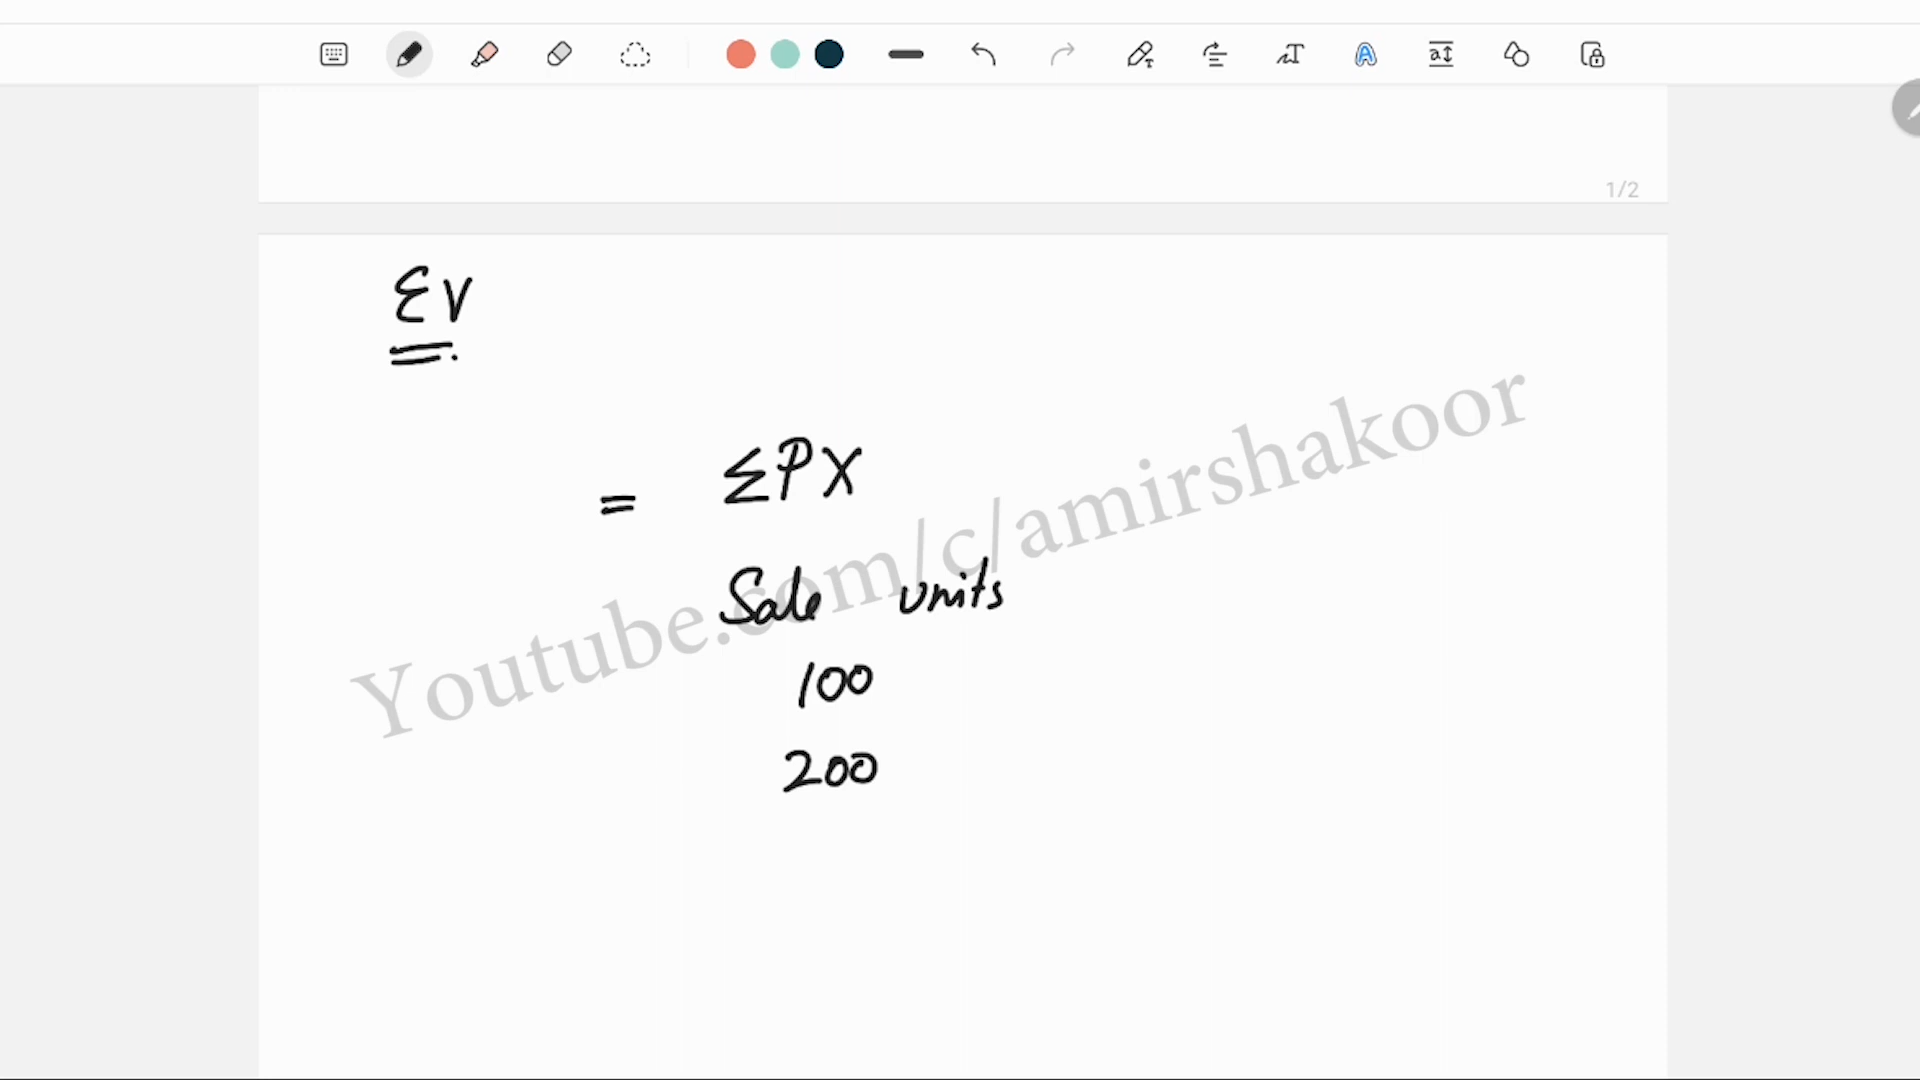 1/2
EV
= ΣPX
Sale units
100
200
Youtube.com/c/amirshakoor